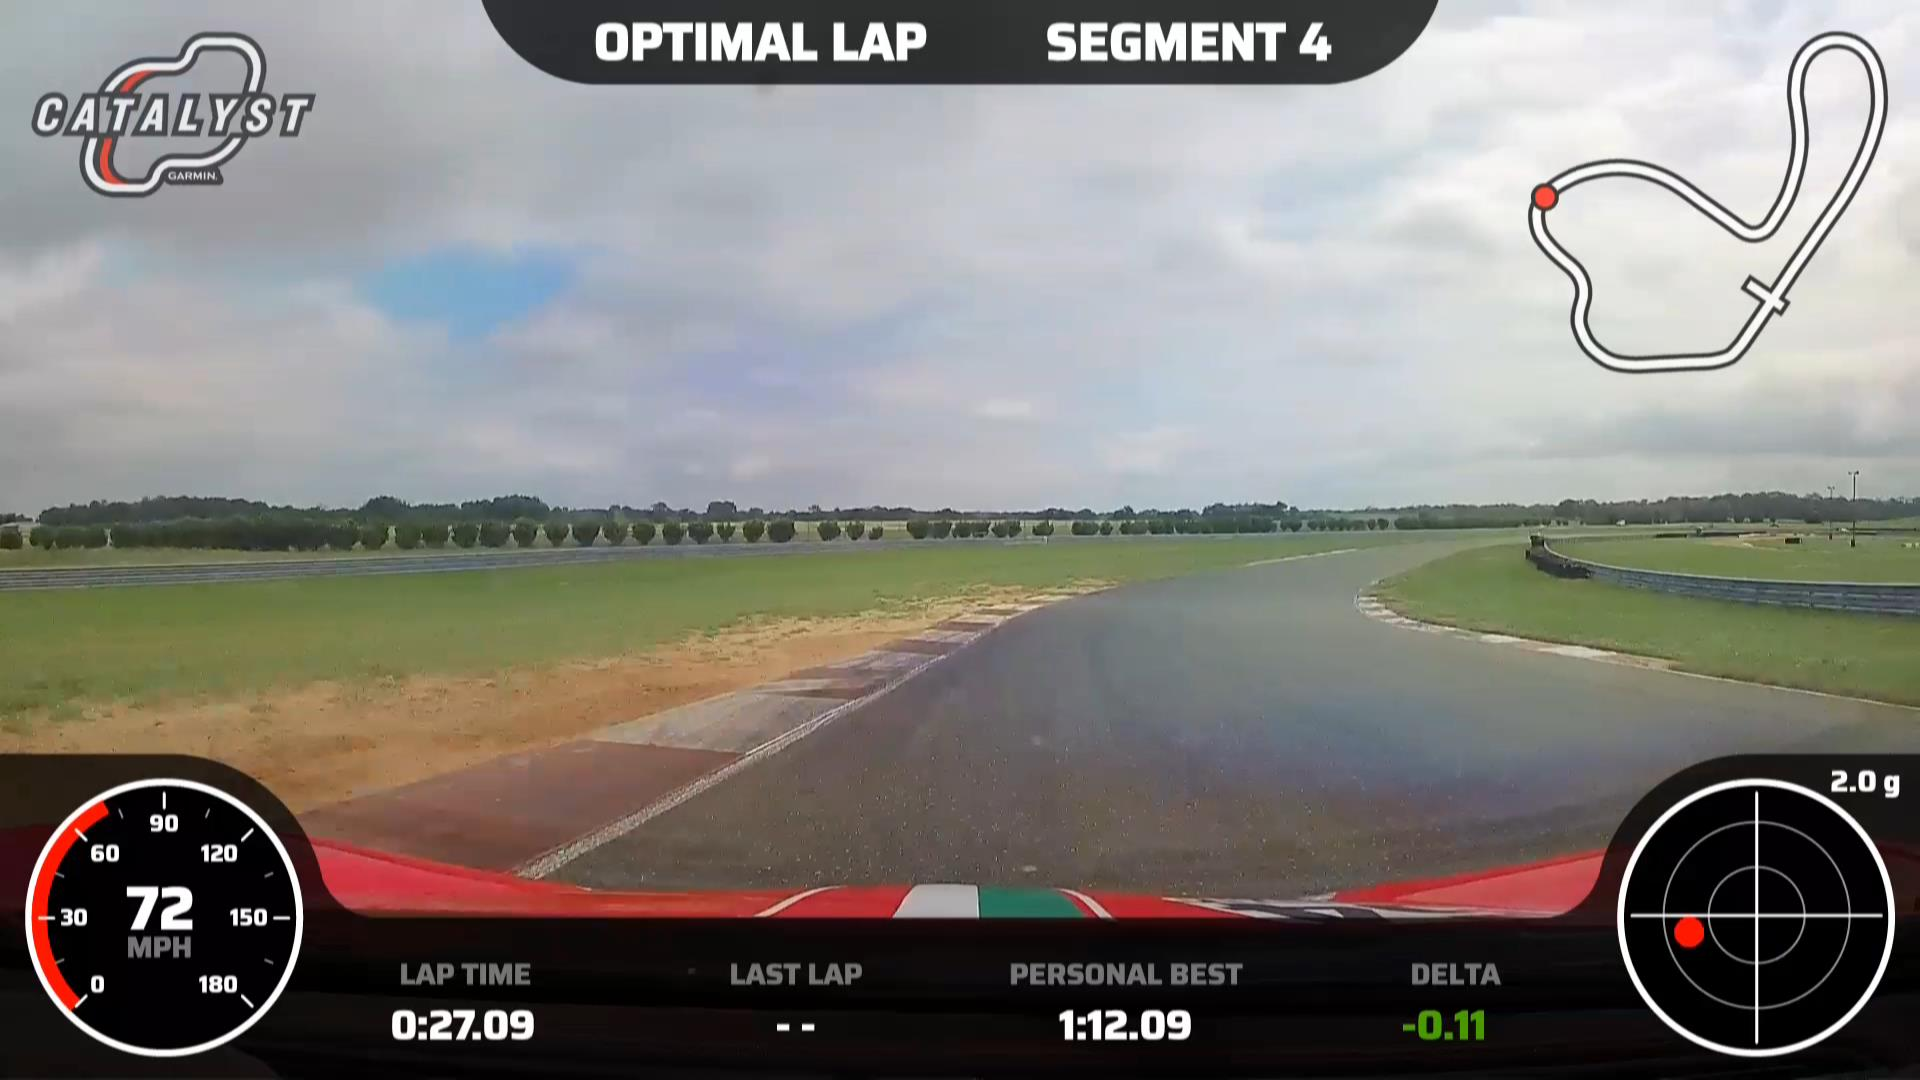 OPTIMAL LAP SEGMENT 4
CATALYST
GARMIN.
2.0 g
90
60 120
30 150
0 180
72
MPH
LAP TIME LAST LAP PERSONAL BEST DELTA
0:27.09 - - 1:12.09 -0.11